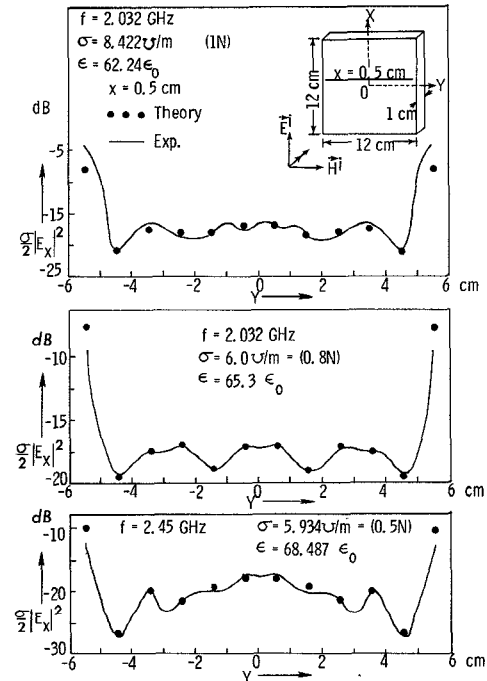 f = 2.032 GHz
σ = 8.422 ℧/m (1N)
ϵ = 62.24 ϵ₀
x = 0.5 cm
● ● ● Theory
— Exp.
X
x = 0.5 cm
0
Y
12 cm
12 cm
1 cm
E⃗ⁱ
H⃗ⁱ
dB
-5
-15
-25
σ/2 |Eₓ|²
-6 -4 -2 0 2 4 6 cm
Y
f = 2.032 GHz
σ = 6.0 ℧/m = (0.8N)
ϵ = 65.3 ϵ₀
dB
-10
-17
-20
σ/2 |Eₓ|²
-6 -4 -2 0 2 4 6 cm
Y
dB
f = 2.45 GHz σ = 5.934 ℧/m = (0.5N)
ϵ = 68.487 ϵ₀
-10
-20
-30
σ/2 |Eₓ|²
-6 -4 -2 0 2 4 6 cm
Y